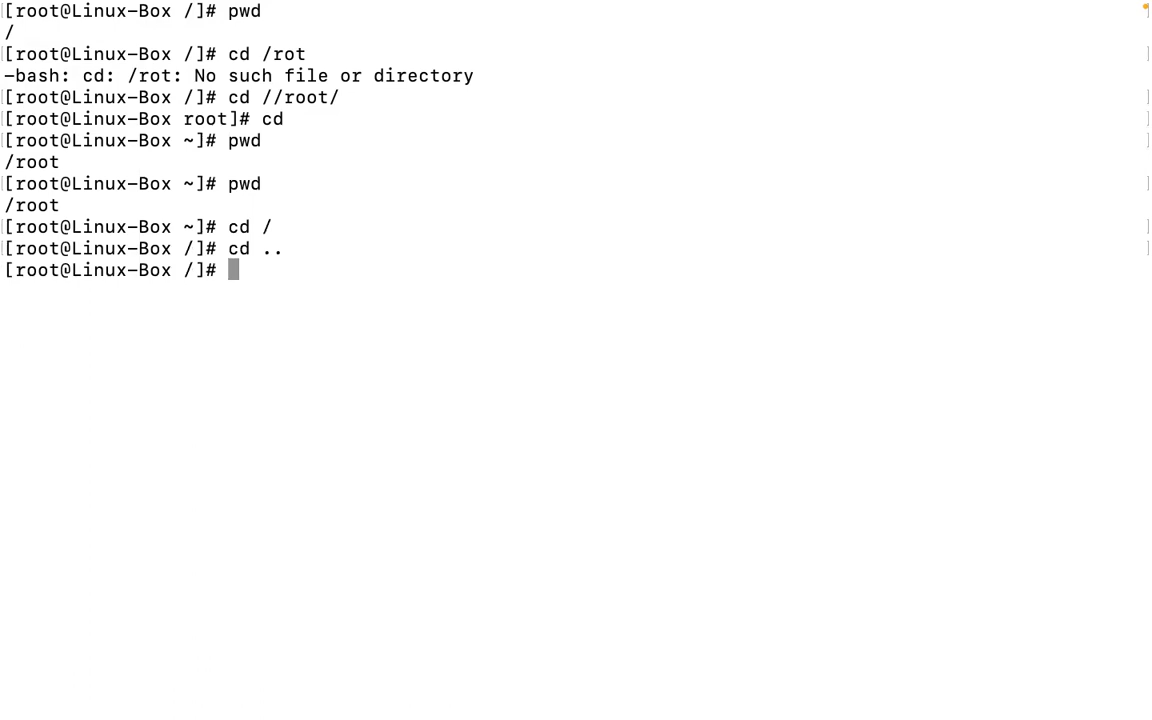 [root@Linux-Box /]# pwd
/
[root@Linux-Box /]# cd /rot
-bash: cd: /rot: No such file or directory
[root@Linux-Box /]# cd //root/
[root@Linux-Box root]# cd
[root@Linux-Box ~]# pwd
/root
[root@Linux-Box ~]# pwd
/root
[root@Linux-Box ~]# cd /
[root@Linux-Box /]# cd ..
[root@Linux-Box /]#